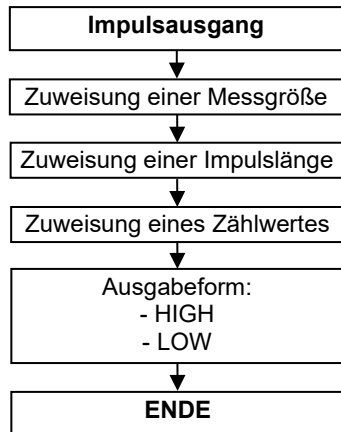 Impulsausgang
Zuweisung einer Messgröße
Zuweisung einer Impulslänge
Zuweisung eines Zählwertes
Ausgabeform:
- HIGH
- LOW
ENDE